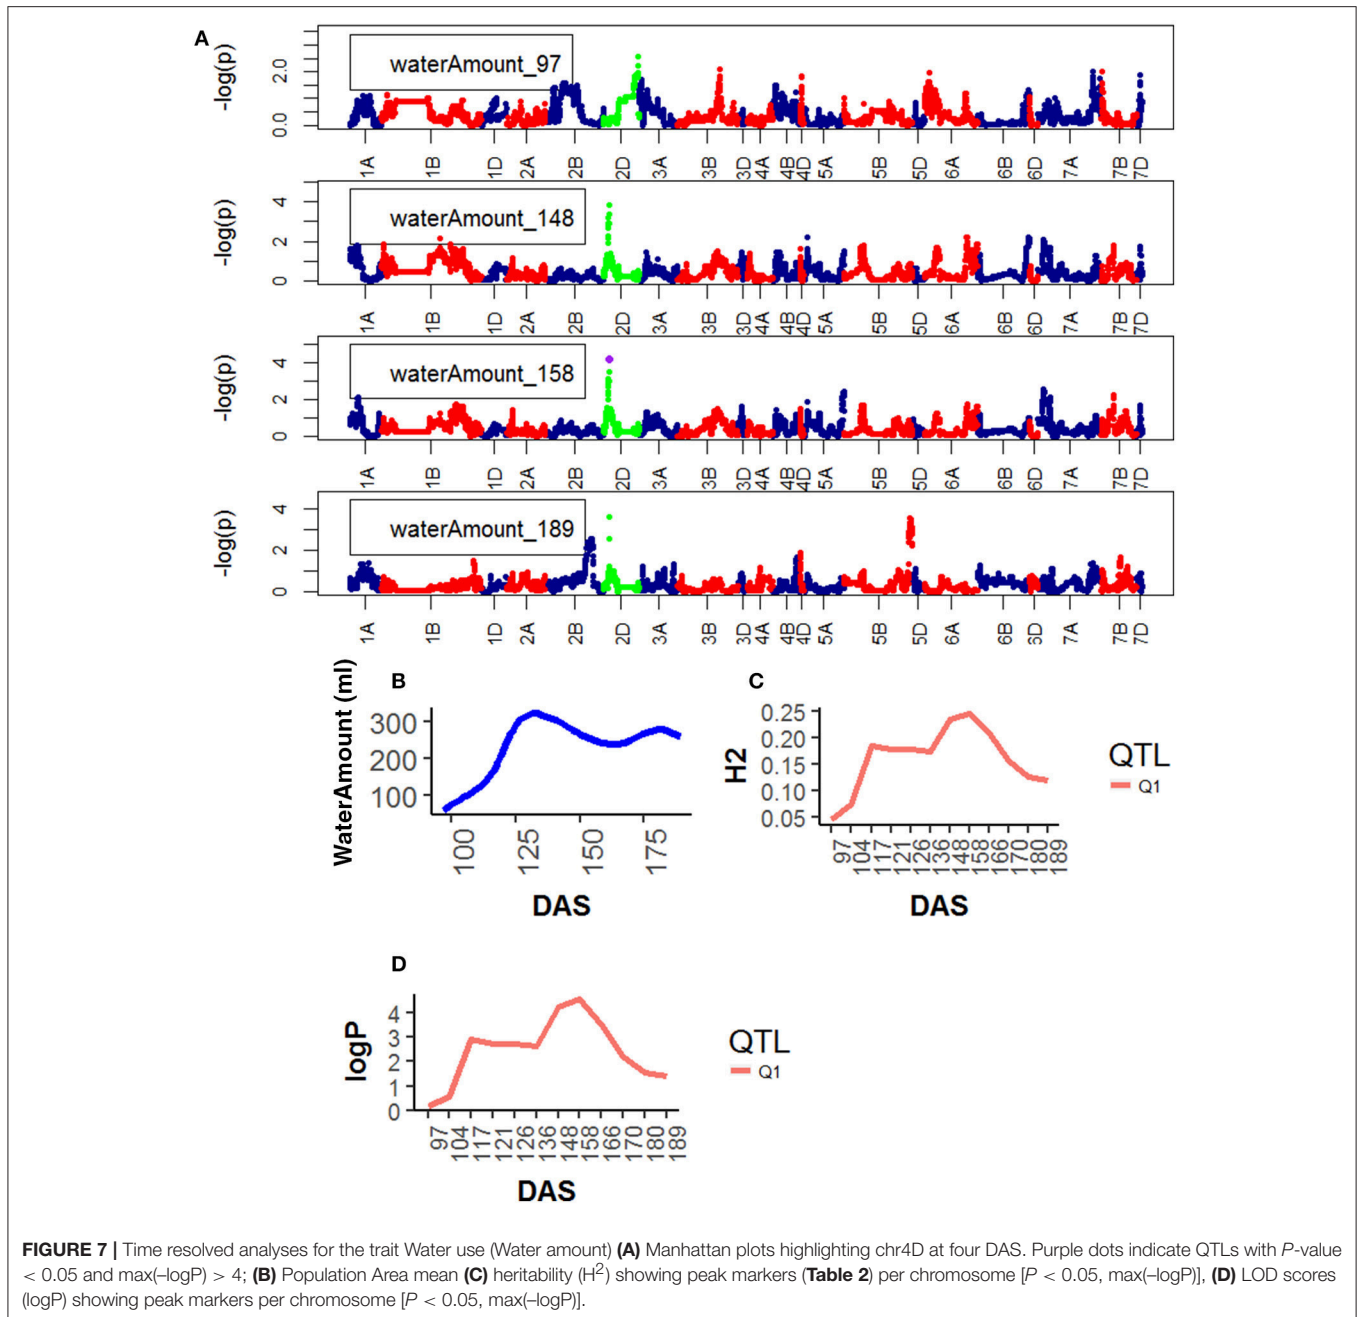 A
-log(p)
2.0
0.0
waterAmount_97
1A 1B 1D 2A 2B 2D 3A 3B 3D 4A 4B 4D 5A 5B 5D 6A 6B 6D 7A 7B 7D
-log(p)
4
2
0
waterAmount_148
1A 1B 1D 2A 2B 2D 3A 3B 3D 4A 4B 4D 5A 5B 5D 6A 6B 6D 7A 7B 7D
-log(p)
4
2
0
waterAmount_158
1A 1B 1D 2A 2B 2D 3A 3B 3D 4A 4B 4D 5A 5B 5D 6A 6B 6D 7A 7B 7D
-log(p)
4
2
0
waterAmount_189
1A 1B 1D 2A 2B 2D 3A 3B 3D 4A 4B 4D 5A 5B 5D 6A 6B 6D 7A 7B 7D
B
WaterAmount (ml)
300
200
100
100 125 150 175
DAS
C
H2
0.25
0.20
0.15
0.10
0.05
97 104 117 121 126 136 148 158 166 170 180 189
DAS
QTL
Q1
D
logP
4
3
2
1
0
97 104 117 121 126 136 148 158 166 170 180 189
DAS
QTL
Q1
FIGURE 7 | Time resolved analyses for the trait Water use (Water amount) (A) Manhattan plots highlighting chr4D at four DAS. Purple dots indicate QTLs with P-value
< 0.05 and max(–logP) > 4; (B) Population Area mean (C) heritability (H²) showing peak markers (Table 2) per chromosome [P < 0.05, max(–logP)], (D) LOD scores
(logP) showing peak markers per chromosome [P < 0.05, max(–logP)].